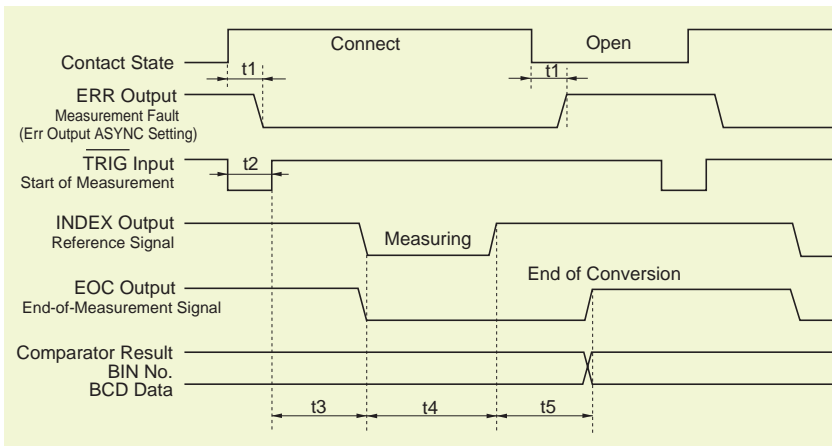 Contact State
Connect
Open
t1
t1
ERR Output
Measurement Fault
(Err Output ASYNC Setting)
t2
TRIG Input
Start of Measurement
INDEX Output
Reference Signal
Measuring
EOC Output
End-of-Measurement Signal
End of Conversion
Comparator Result
BIN No.
BCD Data
t3
t4
t5